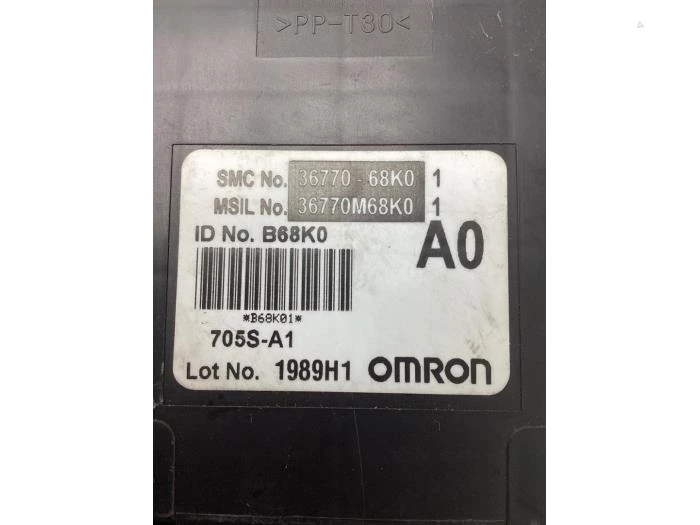 >PP-T30<
SMC No. 36770-68K0 1
MSIL No. 36770M68K0 1
ID No. B68K0
A0
*B68K01*
705S-A1
Lot No. 1989H1 OMRON